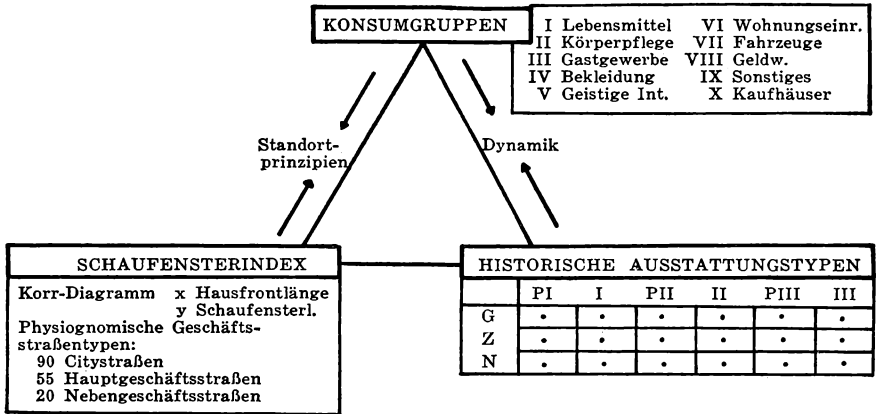 KONSUMGRUPPEN
I Lebensmittel VI Wohnungseinr.
II Körperpflege VII Fahrzeuge
III Gastgewerbe VIII Geldw.
IV Bekleidung IX Sonstiges
V Geistige Int. X Kaufhäuser
Standort-
prinzipien
Dynamik
SCHAUFENSTERINDEX
Korr-Diagramm x Hausfrontlänge
y Schaufensterl.
Physiognomische Geschäfts-
straßentypen:
90 Citystraßen
55 Hauptgeschäftsstraßen
20 Nebengeschäftsstraßen
HISTORISCHE AUSSTATTUNGSTYPEN
PI I PII II PIII III
G • • • • • •
Z • • • • • •
N • • • • • •